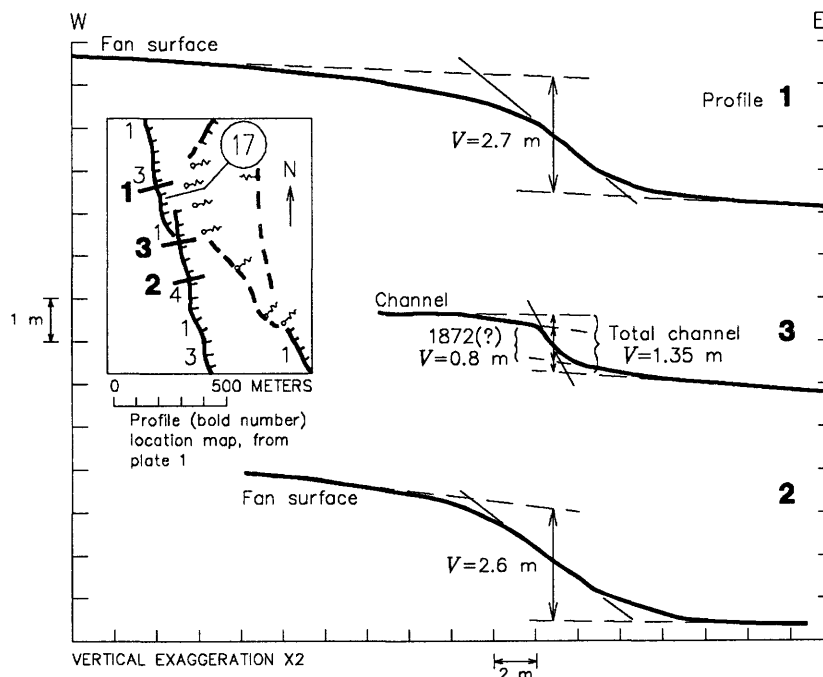 W
E
Fan surface
Profile 1
V=2.7 m
1
17
3
1
N
1
3
2
4
1
3
1
0 500 METERS
Profile (bold number)
location map, from
plate 1
1 m
Channel
1872(?)
V=0.8 m
Total channel
V=1.35 m
3
Fan surface
2
V=2.6 m
VERTICAL EXAGGERATION X2
2 m